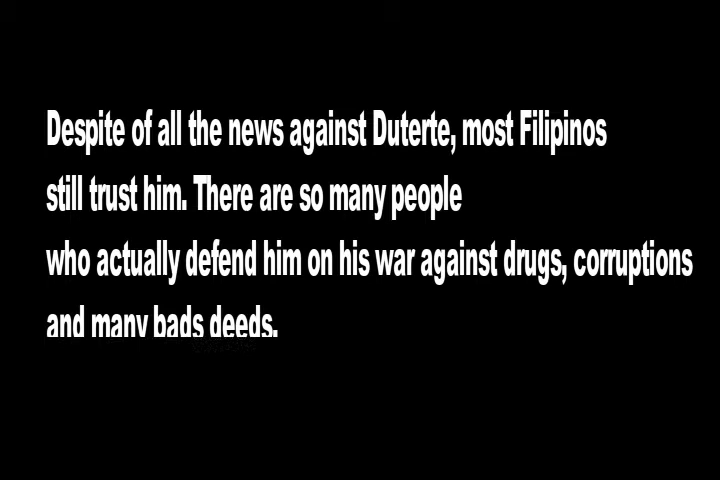 Despite of all the news against Duterte, most Filipinos
still trust him. There are so many people
who actually defend him on his war against drugs, corruptions
and many bads deeds.